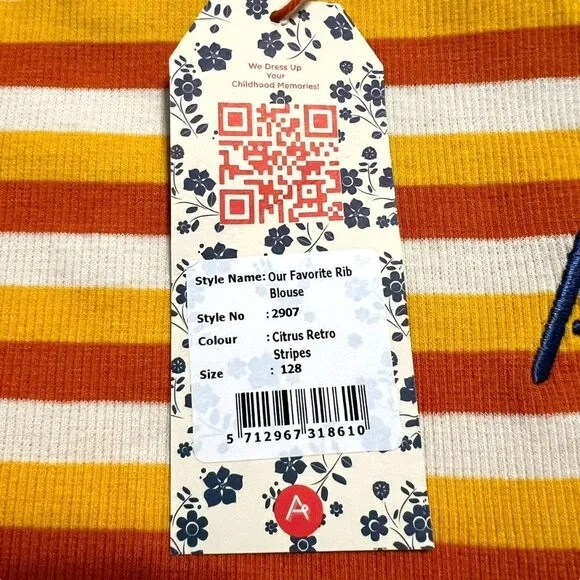 We Dress Up
Your
Childhood Memories!
Style Name: Our Favorite Rib
Blouse
Style No : 2907
Colour : Citrus Retro
Stripes
Size : 128
5 712967 318610
A